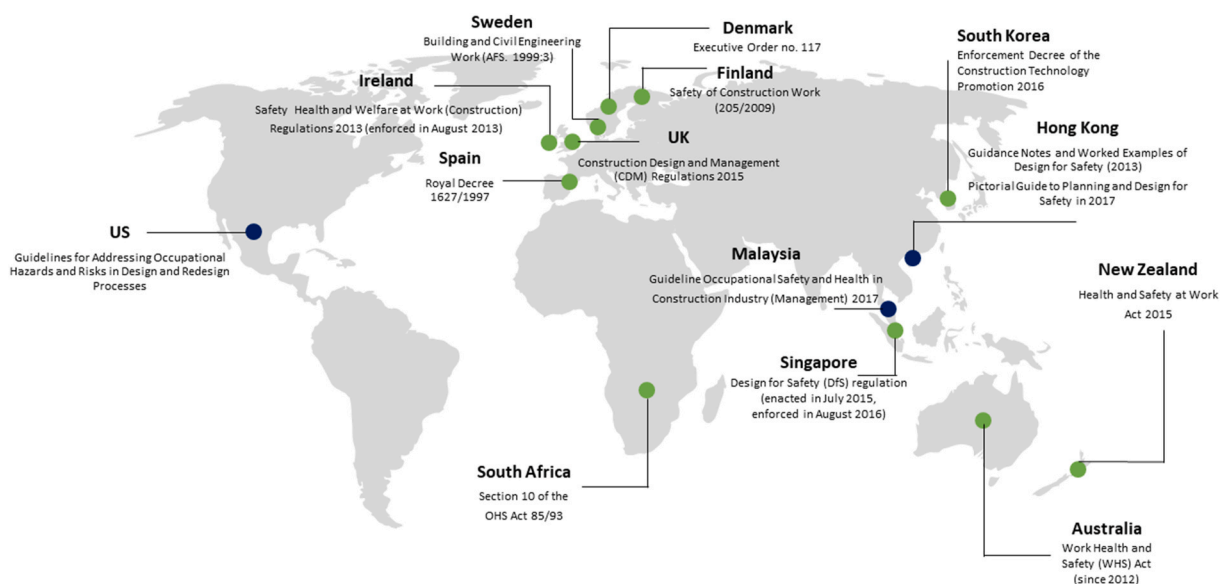 Sweden
Building and Civil Engineering
Work (AFS. 1999:3)
Denmark
Executive Order no. 117
South Korea
Enforcement Decree of the
Construction Technology
Promotion 2016
Ireland
Safety Health and Welfare at Work (Construction)
Regulations 2013 (enforced in August 2013)
Finland
Safety of Construction Work
(205/2009)
Hong Kong
Guidance Notes and Worked Examples of
Design for Safety (2013)
Pictorial Guide to Planning and Design for
Safety in 2017
Spain
Royal Decree
1627/1997
UK
Construction Design and Management
(CDM) Regulations 2015
US
Guidelines for Addressing Occupational
Hazards and Risks in Design and Redesign
Processes
Malaysia
Guideline Occupational Safety and Health in
Construction Industry (Management) 2017
New Zealand
Health and Safety at Work
Act 2015
Singapore
Design for Safety (DfS) regulation
(enacted in July 2015,
enforced in August 2016)
South Africa
Section 10 of the
OHS Act 85/93
Australia
Work Health and
Safety (WHS) Act
(since 2012)